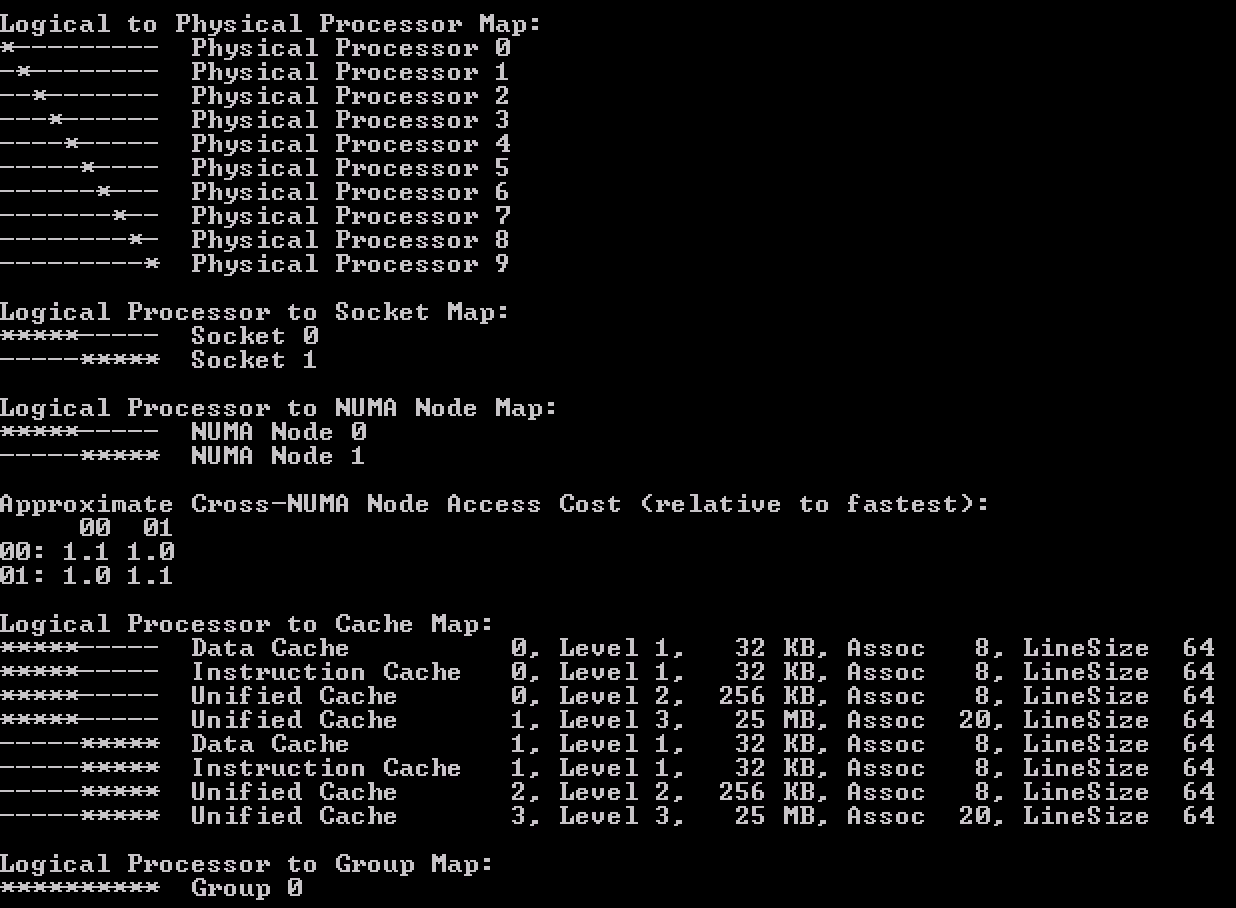 Logical to Physical Processor Map:
*---------  Physical Processor 0
-*--------  Physical Processor 1
--*-------  Physical Processor 2
---*------  Physical Processor 3
----*-----  Physical Processor 4
-----*----  Physical Processor 5
------*---  Physical Processor 6
-------*--  Physical Processor 7
--------*-  Physical Processor 8
---------*  Physical Processor 9
Logical Processor to Socket Map:
*****-----  Socket 0
-----*****  Socket 1
Logical Processor to NUMA Node Map:
*****-----  NUMA Node 0
-----*****  NUMA Node 1
Approximate Cross-NUMA Node Access Cost (relative to fastest):
     00  01
00: 1.1 1.0
01: 1.0 1.1
Logical Processor to Cache Map:
*****-----  Data Cache          0, Level 1,   32 KB, Assoc   8, LineSize  64
*****-----  Instruction Cache   0, Level 1,   32 KB, Assoc   8, LineSize  64
*****-----  Unified Cache       0, Level 2,  256 KB, Assoc   8, LineSize  64
*****-----  Unified Cache       1, Level 3,   25 MB, Assoc  20, LineSize  64
-----*****  Data Cache          1, Level 1,   32 KB, Assoc   8, LineSize  64
-----*****  Instruction Cache   1, Level 1,   32 KB, Assoc   8, LineSize  64
-----*****  Unified Cache       2, Level 2,  256 KB, Assoc   8, LineSize  64
-----*****  Unified Cache       3, Level 3,   25 MB, Assoc  20, LineSize  64
Logical Processor to Group Map:
**********  Group 0